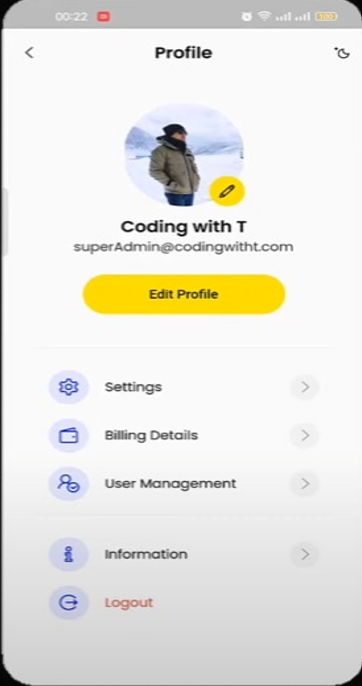 00:22
Profile
Coding with T
superAdmin@codingwitht.com
Edit Profile
Settings
Billing Details
User Management
Information
Logout